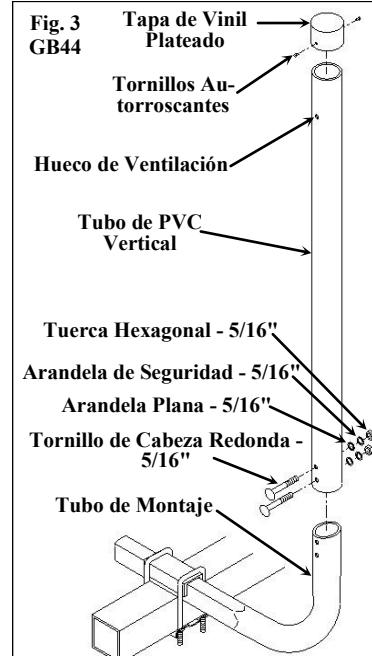 Fig. 3
GB44
Tapa de Vinil
Plateado
Tornillos Au-
torroscantes
Hueco de Ventilación
Tubo de PVC
Vertical
Tuerca Hexagonal - 5/16"
Arandela de Seguridad - 5/16"
Arandela Plana - 5/16"
Tornillo de Cabeza Redonda -
5/16"
Tubo de Montaje